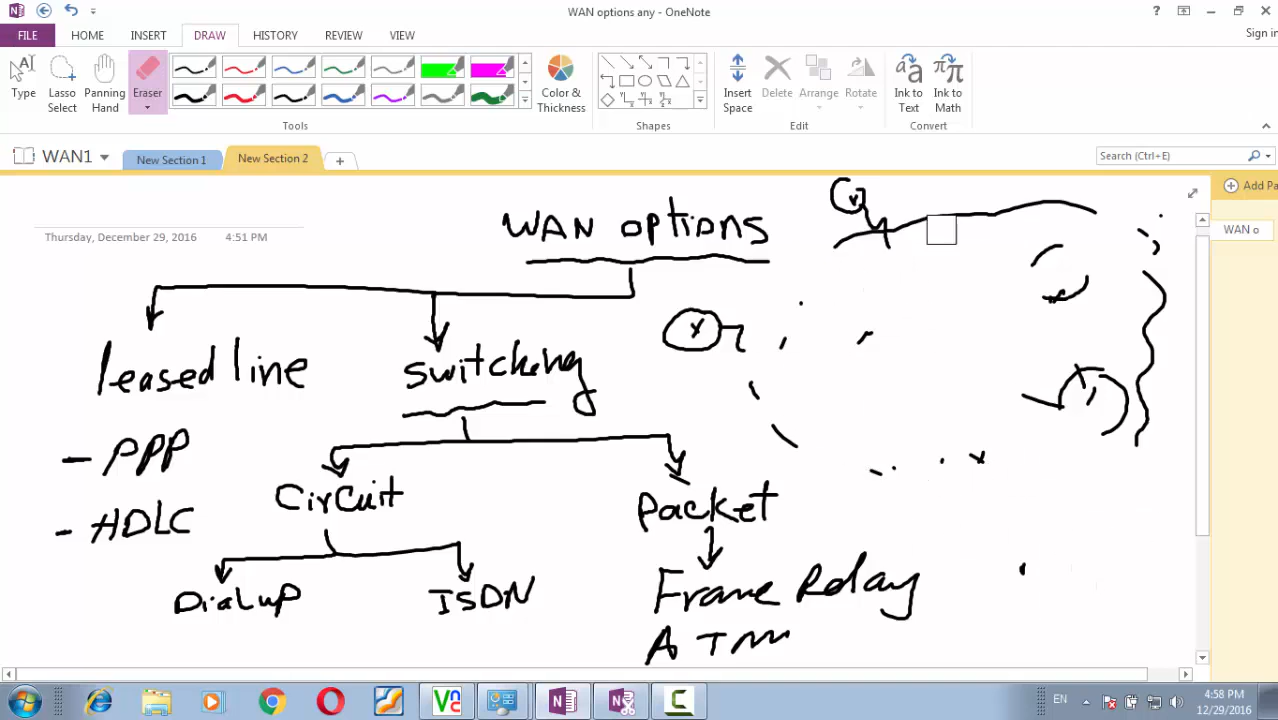 WAN options any - OneNote
Sign in
FILE
HOME
INSERT
DRAW
HISTORY
REVIEW
VIEW
Type
Lasso Select
Panning Hand
Eraser
Color & Thickness
Insert Space
Delete
Arrange
Rotate
Ink to Text
Ink to Math
Tools
Shapes
Edit
Convert
WAN1
New Section 1
New Section 2
Search (Ctrl+E)
Add Pa
WAN o
Thursday, December 29, 2016 4:51 PM
WAN options
leased line
switching
- PPP
- HDLC
Circuit
Packet
Dialup
ISDN
Frame Relay
ATM
EN
4:58 PM
12/29/2016